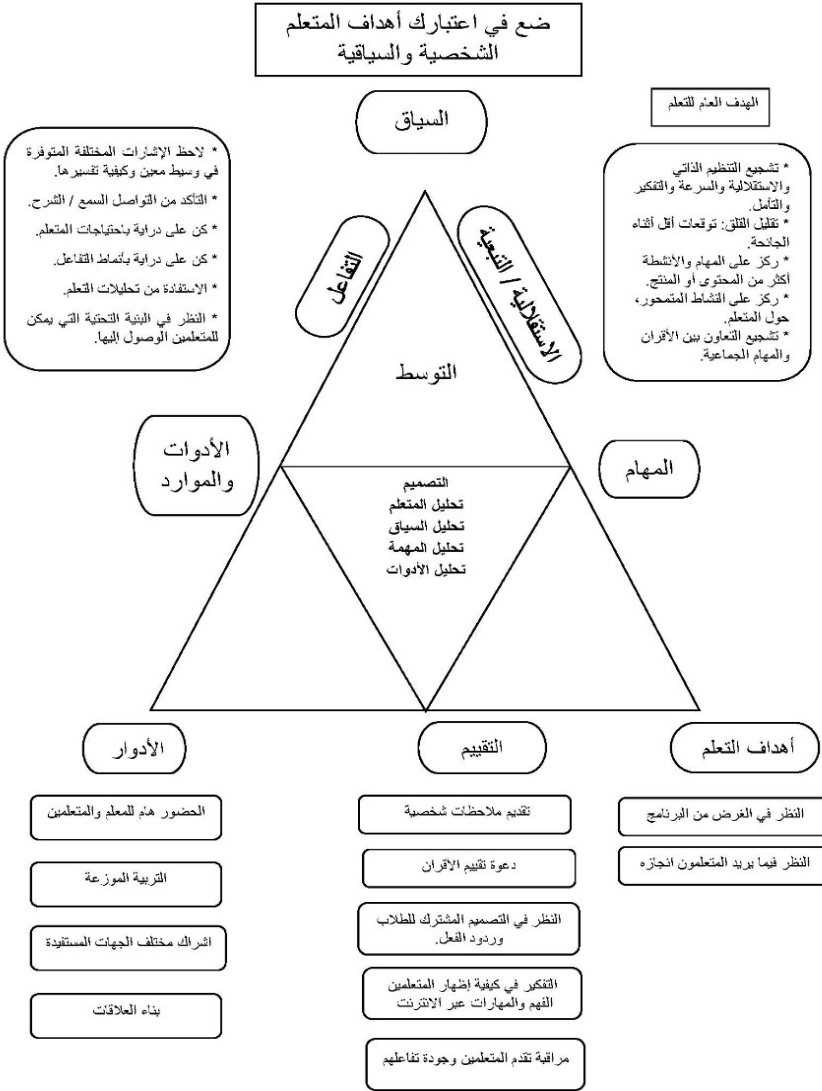 ضع في اعتبارك أهداف المتعلم
الشخصية والسياقية
السياق
الهدف العام للتعلم
* تشجيع التنظيم الذاتي
والاستقلالية والسرعة والتفكير
والتأمل.
* تقليل القلق: توقعات أقل أثناء
الجائحة.
* ركز على المهام والأنشطة
أكثر من المحتوى أو المنتج.
* ركز على النشاط المتمحور،
حول المتعلم.
* تشجيع التعاون بين الأقران
والمهام الجماعية.
* لاحظ الإشارات المختلفة المتوفرة
في وسيط معين وكيفية تفسيرها.
* التأكد من التواصل السمع / الشرح.
* كن على دراية باحتياجات المتعلم.
* كن على دراية بأنماط التفاعل.
* الاستفادة من تحليلات التعلم.
* النظر في البنية التحتية التي يمكن
للمتعلمين الوصول إليها.
الاستقلالية / التبعية
التفاعل
التوسط
المهام
الأدوات
والموارد
التصميم
تحليل المتعلم
تحليل السياق
تحليل المهمة
تحليل الأدوات
أهداف التعلم
النظر في الغرض من البرنامج
النظر فيما يريد المتعلمون انجازه
التقييم
تقديم ملاحظات شخصية
دعوة تقييم الأقران
النظر في التصميم المشترك للطلاب
وردود الفعل.
التفكير في كيفية إظهار المتعلمين
الفهم والمهارات عبر الانترنت
مراقبة تقدم المتعلمين وجودة تفاعلهم
الأدوار
الحضور هام للمعلم والمتعلمين
التربية الموزعة
اشراك مختلف الجهات المستفيدة
بناء العلاقات